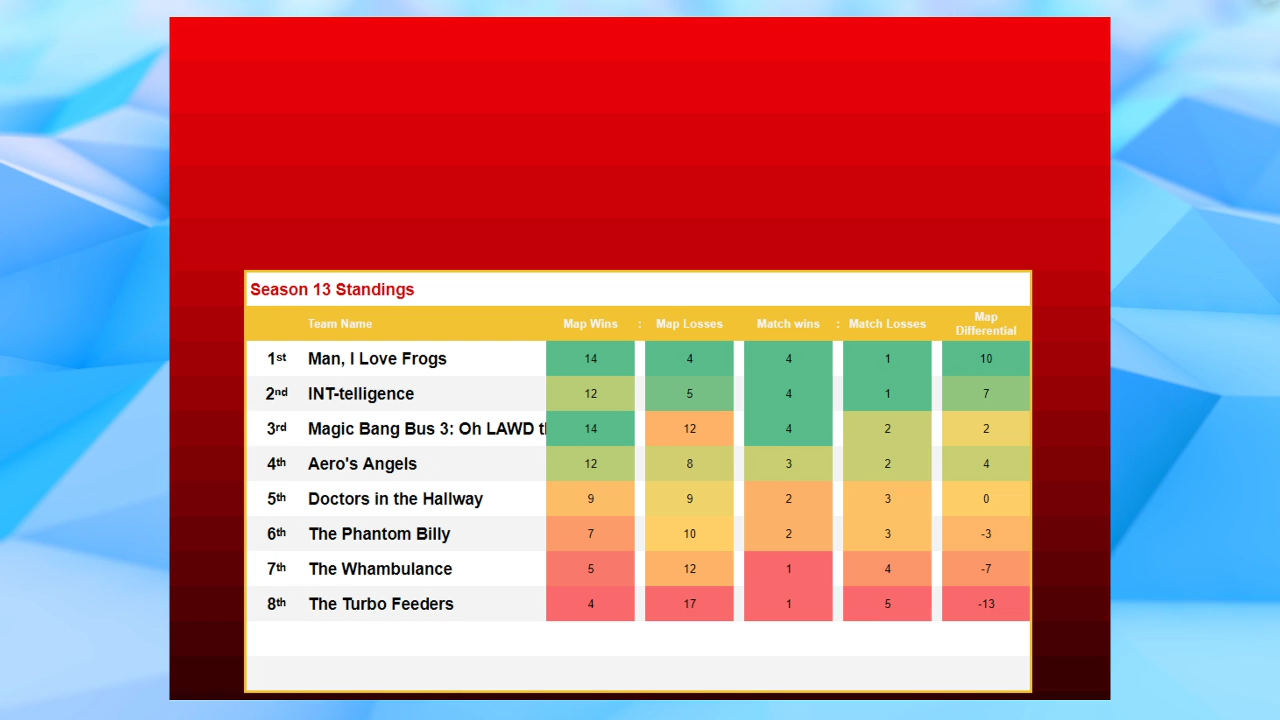 Season 13 Standings
Team Name Map Wins : Map Losses Match wins : Match Losses Map Differential
1st Man, I Love Frogs 14 4 4 1 10
2nd INT-telligence 12 5 4 1 7
3rd Magic Bang Bus 3: Oh LAWD 14 12 4 2 2
4th Aero's Angels 12 8 3 2 4
5th Doctors in the Hallway 9 9 2 3 0
6th The Phantom Billy 7 10 2 3 -3
7th The Whambulance 5 12 1 4 -7
8th The Turbo Feeders 4 17 1 5 -13